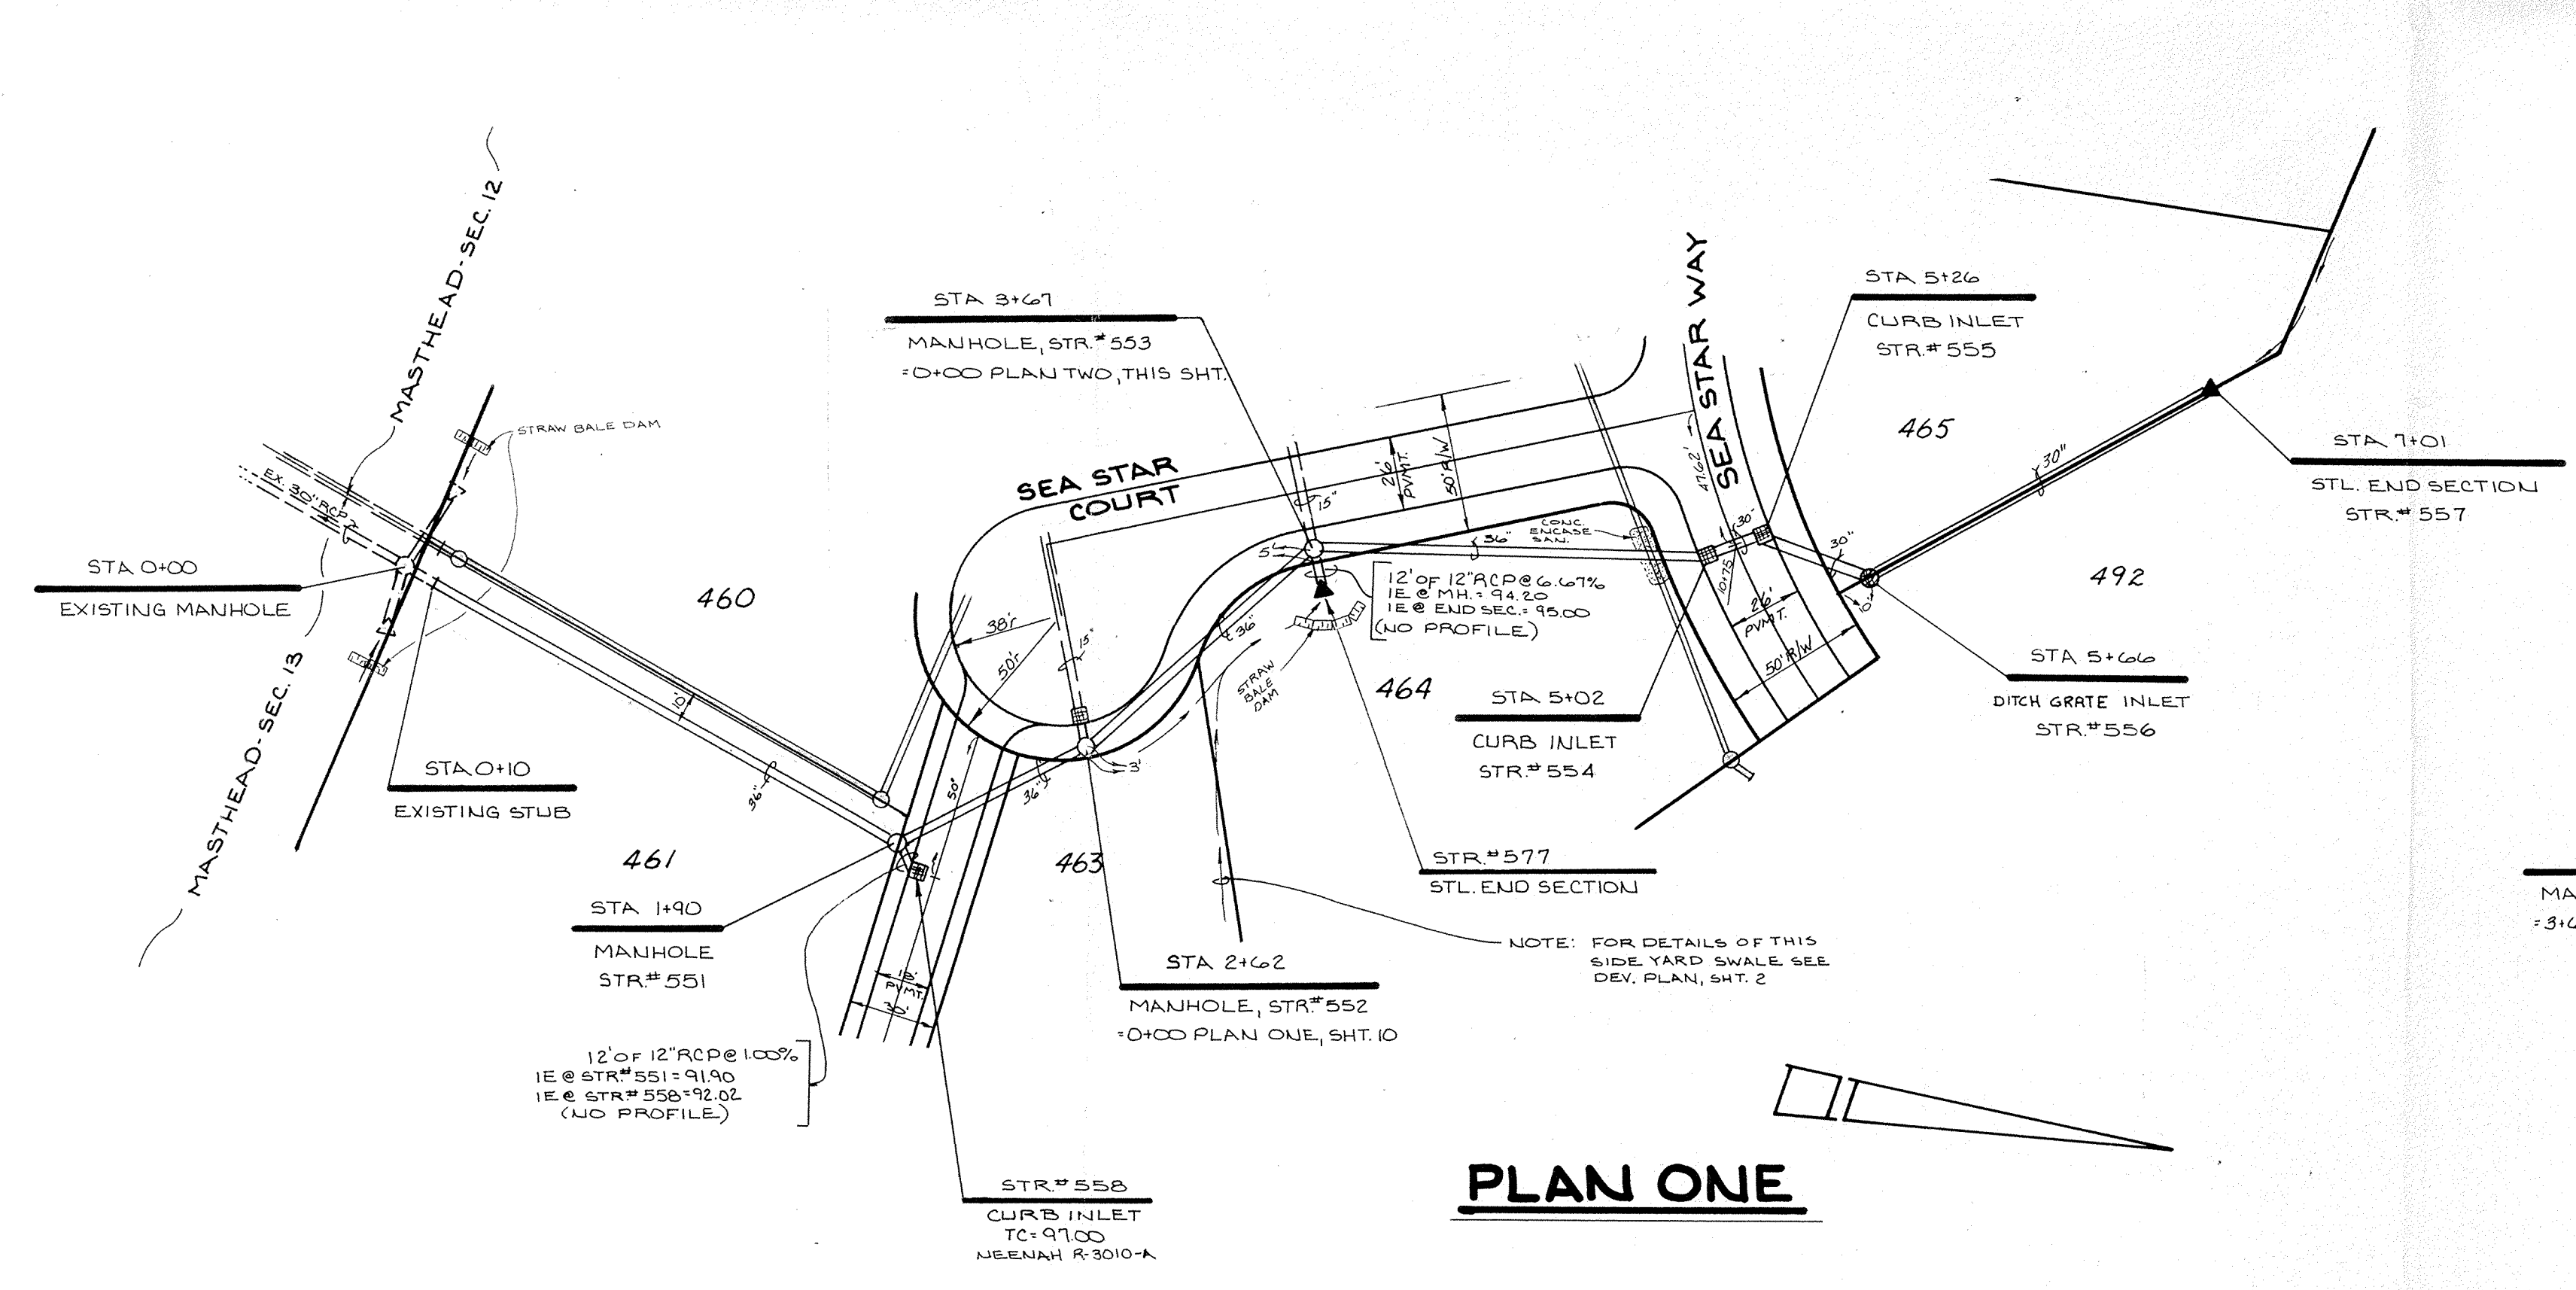 MASTHEAD-SEC. 12
MASTHEAD-SEC. 13
STRAW BALE DAM
EX. 30" RCP
STA 0+00
EXISTING MANHOLE
STA 0+10
EXISTING STUB
460
461
10'
36"
STA 1+90
MANHOLE
STR.# 551
12' OF 12" RCP @ 1.00%
IE @ STR.# 551 = 91.90
IE @ STR.# 558 = 92.02
(NO PROFILE)
STR.# 558
CURB INLET
TC = 97.00
NEENAH R-3010-A
PVMT.
50'
36"
463
3'
STA 2+62
MANHOLE, STR.# 552
=0+00 PLAN ONE, SHT. 10
38'r
50'r
15"
36"
SEA STAR
COURT
STA 3+67
MANHOLE, STR.# 553
=0+00 PLAN TWO, THIS SHT.
15"
5'
26'
PVMT.
50' R/W
36"
CONC.
ENCASE
SAN.
12' OF 12" RCP @ 6.67%
IE @ MH. = 94.20
IE @ END SEC. = 95.00
(NO PROFILE)
STRAW
BALE
DAM
464
STR.# 577
STL. END SECTION
NOTE: FOR DETAILS OF THIS
SIDE YARD SWALE SEE
DEV. PLAN, SHT. 2
STA 5+02
CURB INLET
STR.# 554
SEA STAR WAY
47.62'
30"
10+75
26'
PVMT.
50' R/W
STA 5+26
CURB INLET
STR.# 555
465
30"
10'
STA 5+66
DITCH GRATE INLET
STR.# 556
492
30"
STA 7+01
STL. END SECTION
STR.# 557
MA
=3+6
PLAN ONE